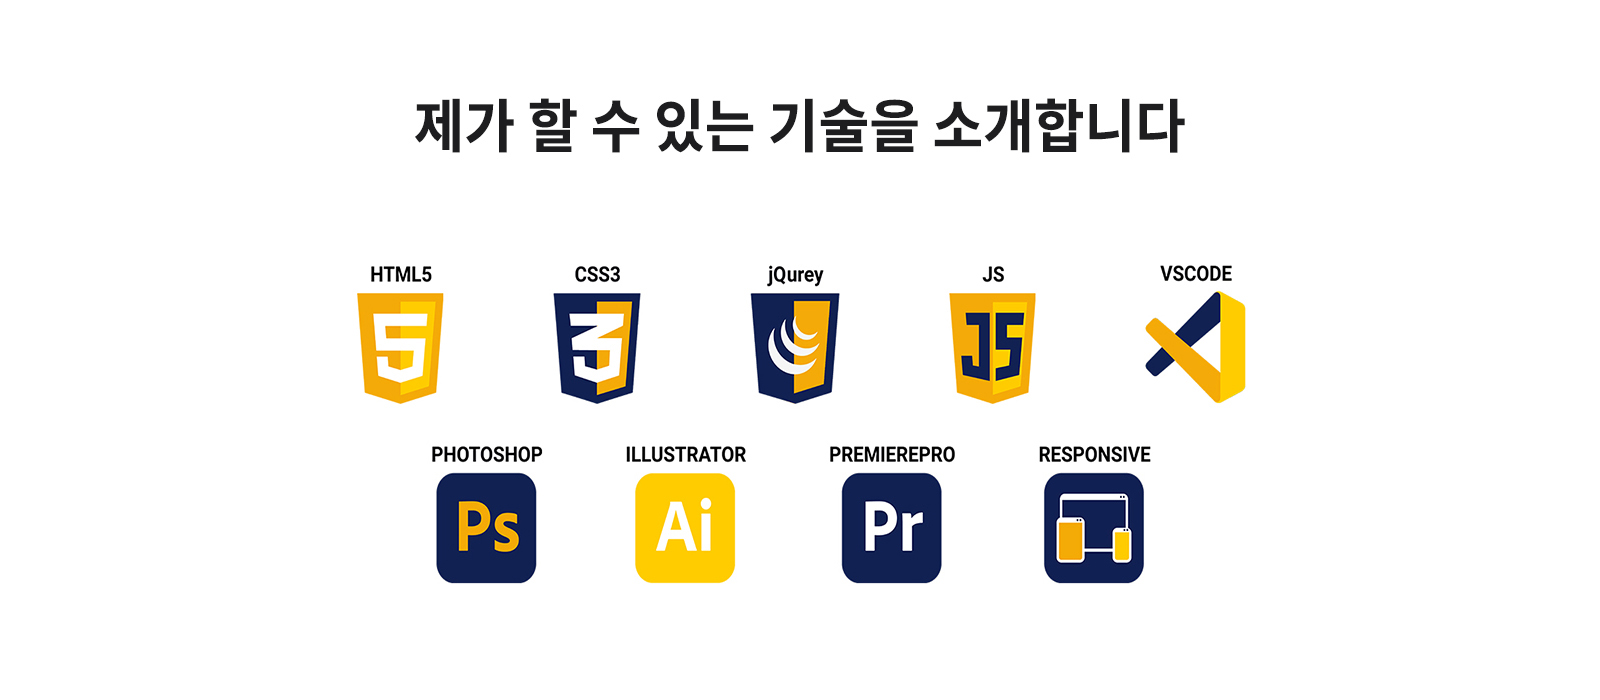 제가 할 수 있는 기술을 소개합니다
HTML5 CSS3 jQurey JS VSCODE
5 3 JS
PHOTOSHOP ILLUSTRATOR PREMIEREPRO RESPONSIVE
Ps Ai Pr